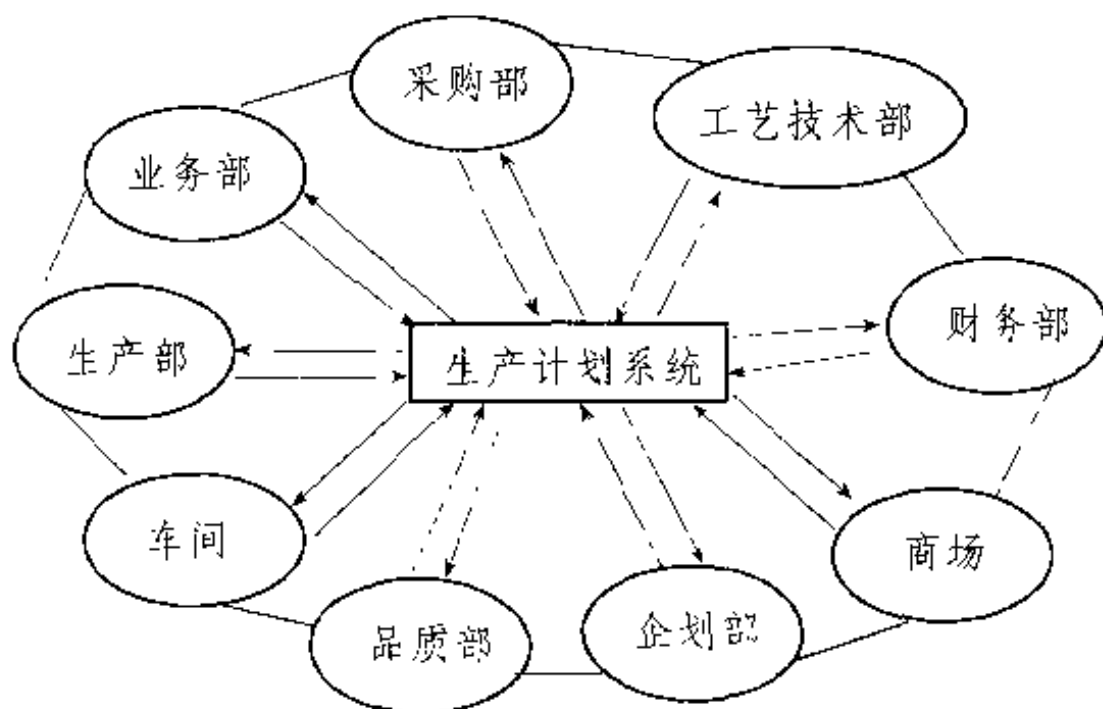 采购部
工艺技术部
业务部
财务部
生产部
生产计划系统
车间
商场
品质部
企划部